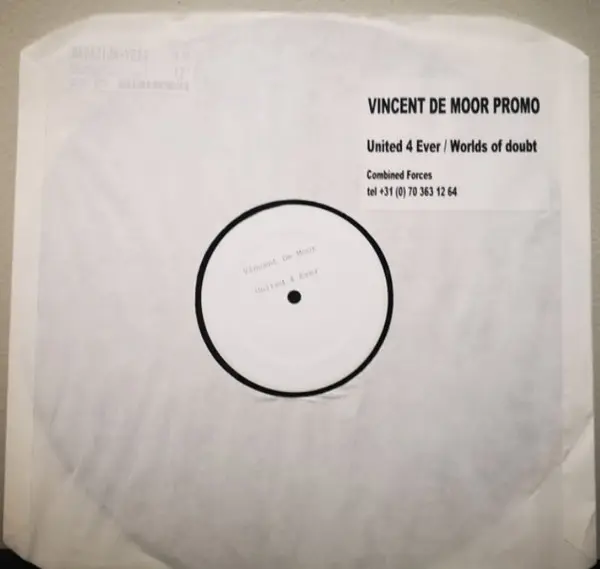 VINCENT DE MOOR PROMO
United 4 Ever / Worlds of doubt
Combined Forces
tel +31 (0) 70 363 12 64
Vincent De Moor
United 4 Ever